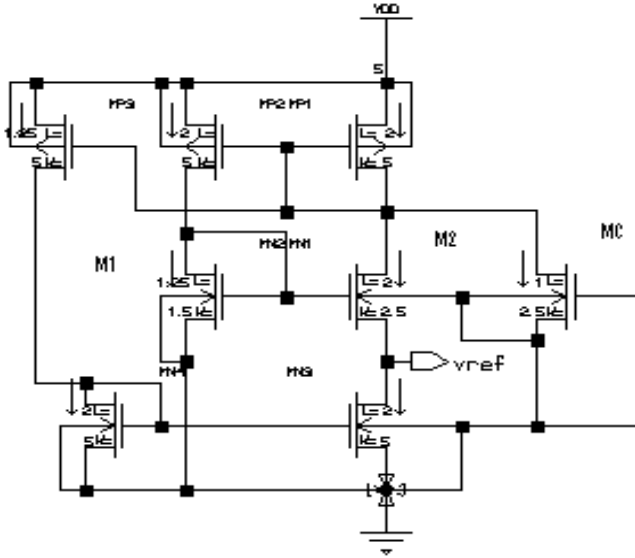 VDD
5
MP3
MP2 MP1
1.25 L=
5 W=
2 L=
5 W=
L= 2
W= 5
MN2 MN1
M2
MC
M1
1.25 L=
1.5 W=
L= 2
W= 2.5
1 L=
2.5 W=
vref
MN4
MN3
2 L=
5 W=
L= 2
W= 5